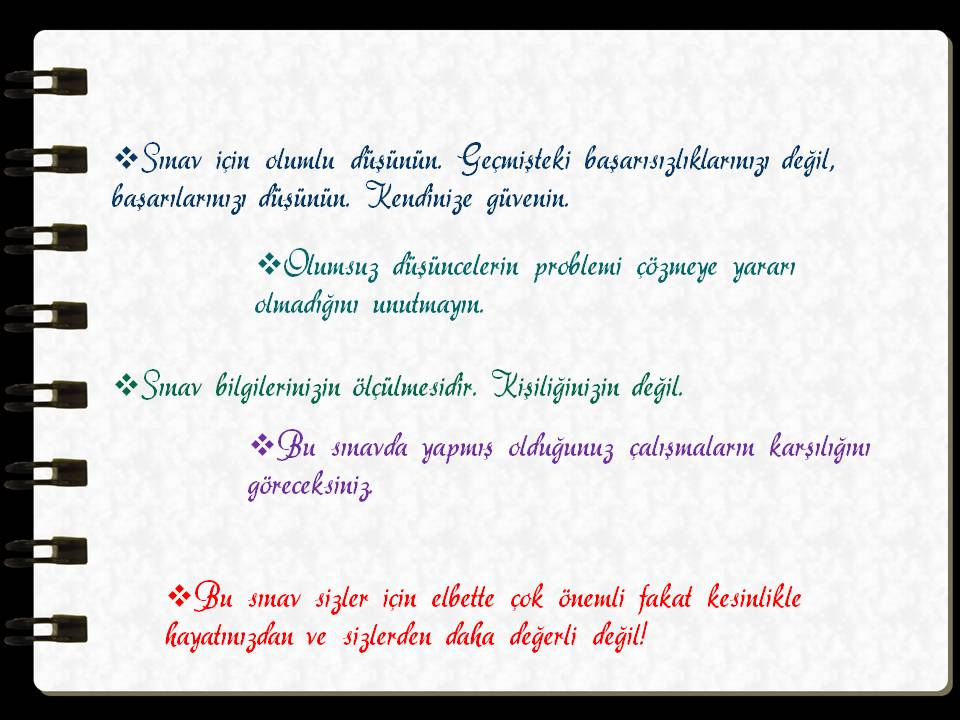 ❖Sınav için olumlu düşünün. Geçmişteki başarısızlıklarınızı değil,
başarılarınızı düşünün. Kendinize güvenin.
❖Olumsuz düşüncelerin problemi çözmeye yararı
olmadığını unutmayın.
❖Sınav bilgilerinizin ölçülmesidir. Kişiliğinizin değil.
❖Bu sınavda yapmış olduğunuz çalışmaların karşılığını
göreceksiniz.
❖Bu sınav sizler için elbette çok önemli fakat kesinlikle
hayatınızdan ve sizlerden daha değerli değil!